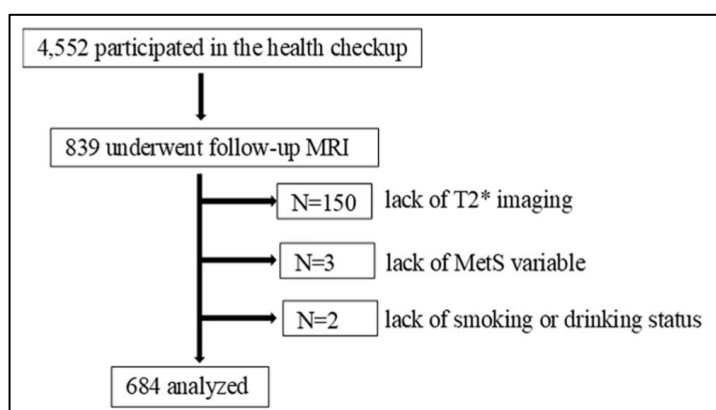 4,552 participated in the health checkup
839 underwent follow-up MRI
N=150 lack of T2* imaging
N=3 lack of MetS variable
N=2 lack of smoking or drinking status
684 analyzed